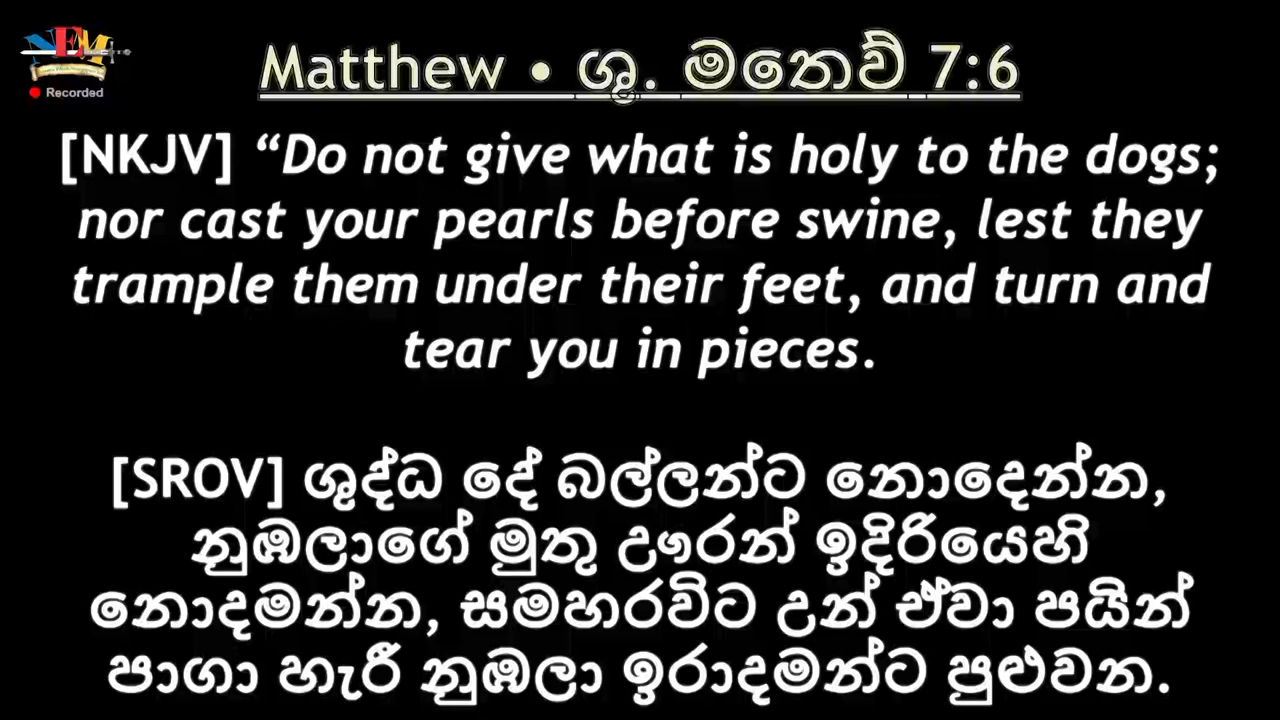 NEM
Recorded
Matthew • ශු. මතෙව් 7:6
[NKJV] “Do not give what is holy to the dogs;
nor cast your pearls before swine, lest they
trample them under their feet, and turn and
tear you in pieces.
[SROV] ශුද්ධ දේ බල්ලන්ට නොදෙන්න,
නුඹලාගේ මුතු ඌරන් ඉදිරියෙහි
නොදමන්න, සමහරවිට උන් ඒවා පයින්
පාගා හැරී නුඹලා ඉරාදමන්ට පුළුවන.